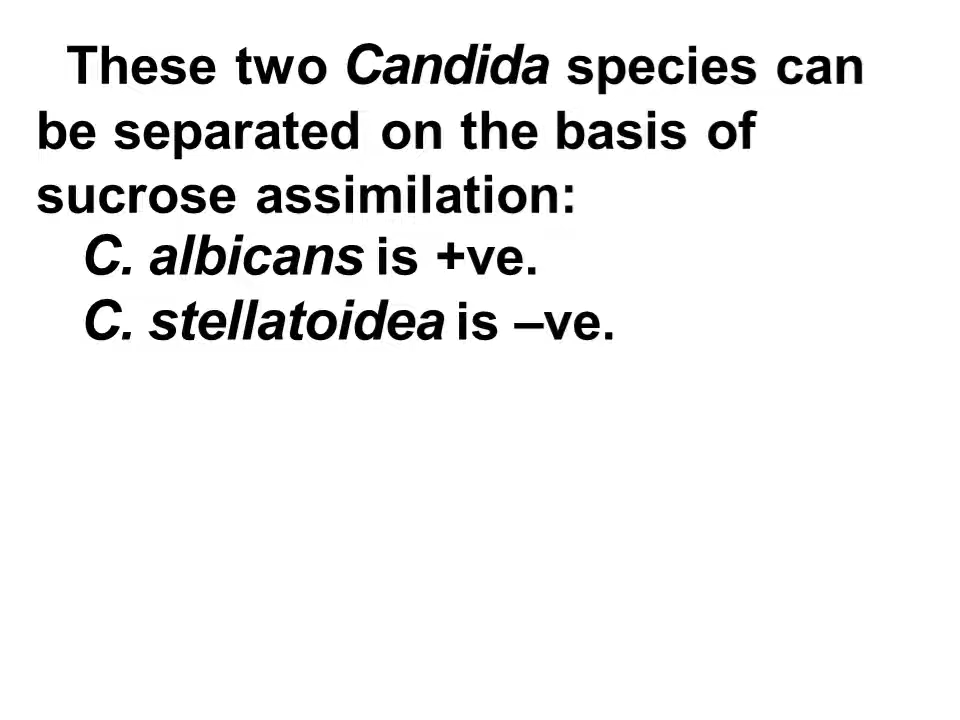 These two Candida species can
be separated on the basis of
sucrose assimilation:
C. albicans is +ve.
C. stellatoidea is –ve.